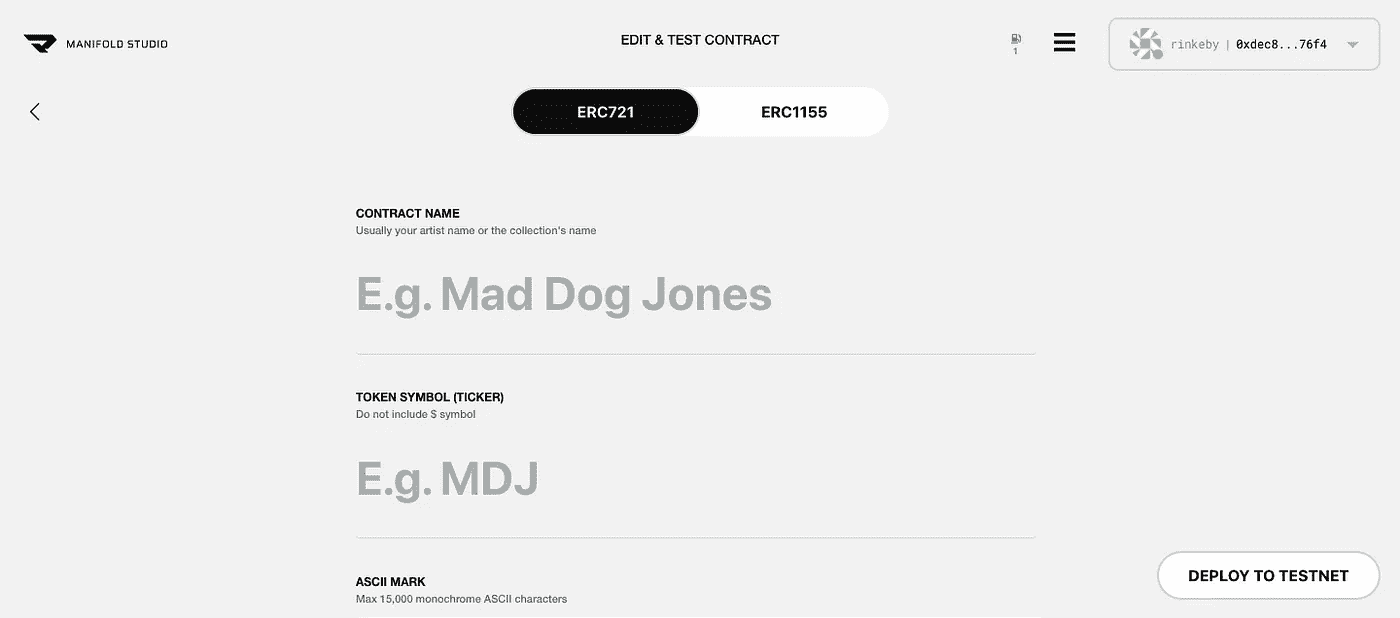 MANIFOLD STUDIO
EDIT & TEST CONTRACT
1
rinkeby | 0xdec8...76f4
ERC721
ERC1155
CONTRACT NAME
Usually your artist name or the collection's name
E.g. Mad Dog Jones
TOKEN SYMBOL (TICKER)
Do not include $ symbol
E.g. MDJ
ASCII MARK
Max 15,000 monochrome ASCII characters
DEPLOY TO TESTNET